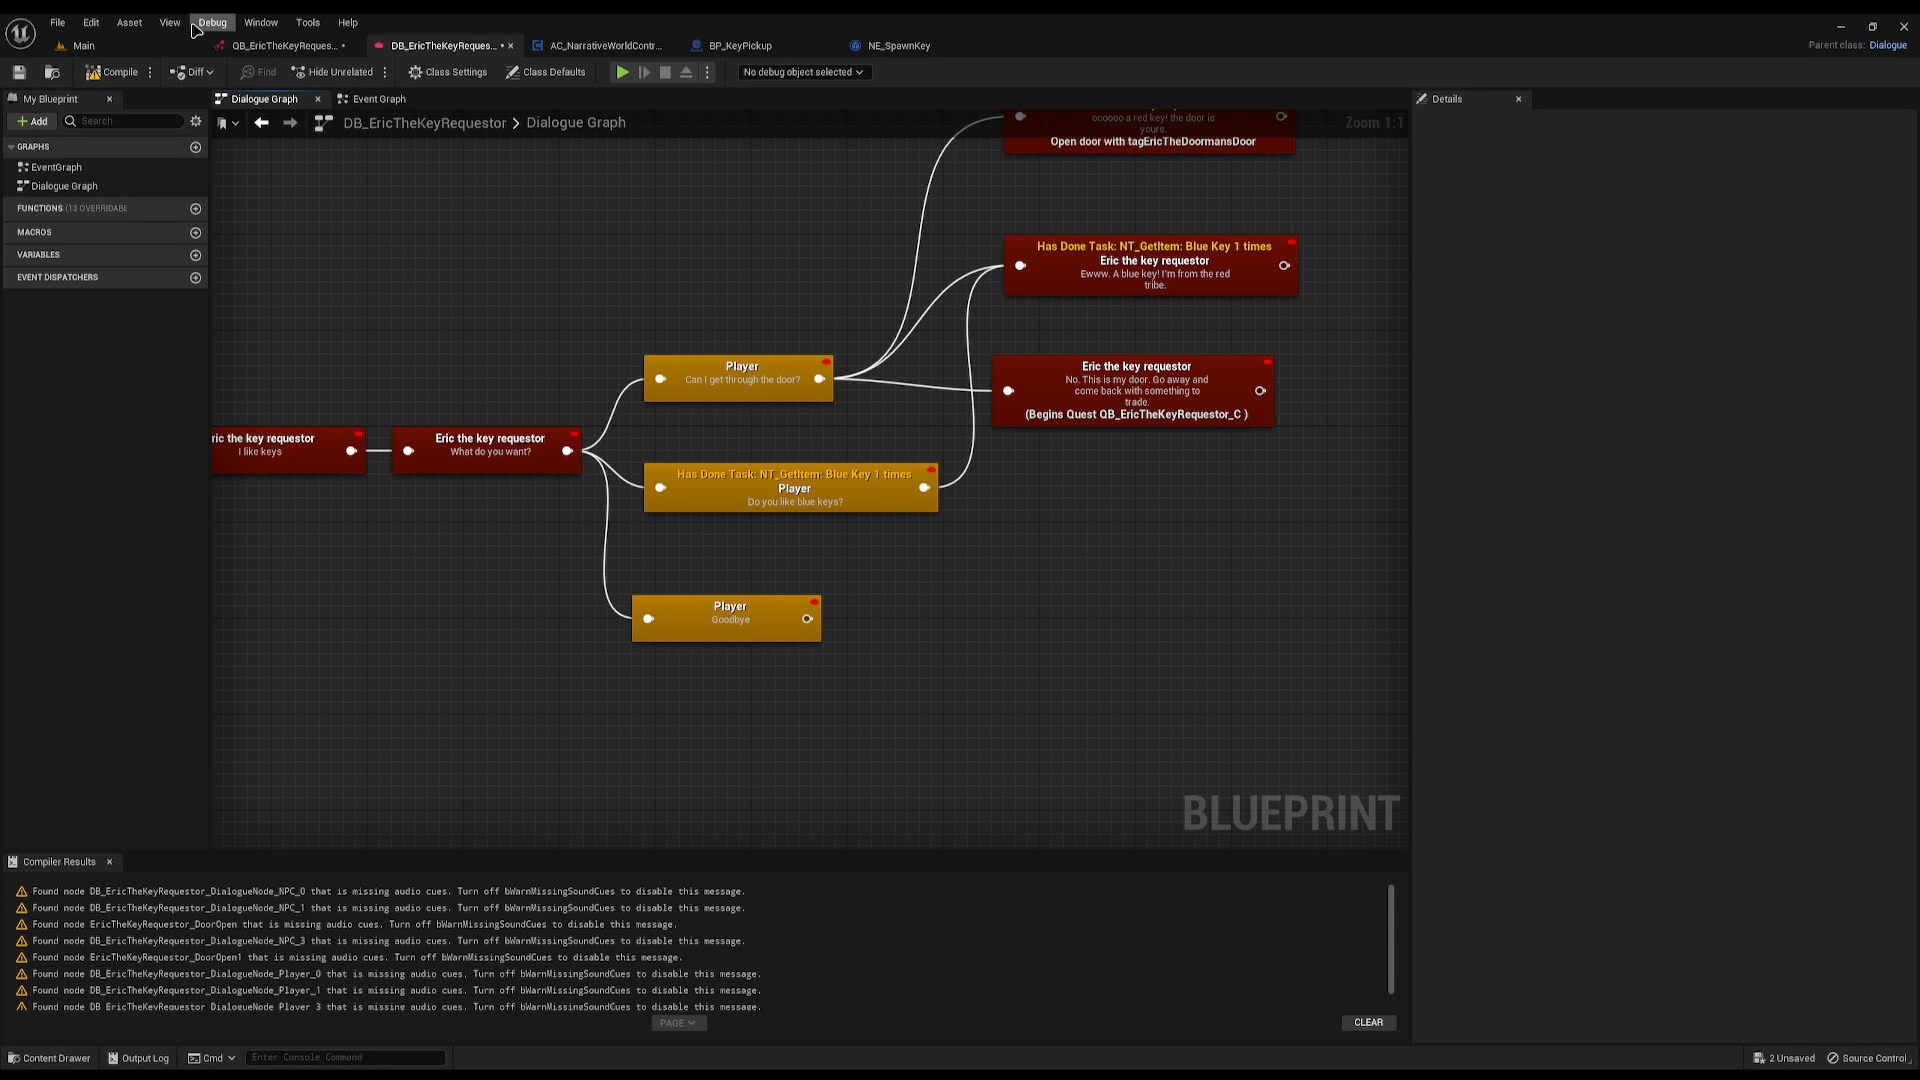 File Edit Asset View Debug Window Tools Help
Main
QB_EricTheKeyReques... •
DB_EricTheKeyReques... •
AC_NarrativeWorldContr...
BP_KeyPickup
NE_SpawnKey
Parent class: Dialogue
Compile
Diff
Find
Hide Unrelated
Class Settings
Class Defaults
No debug object selected
My Blueprint
Dialogue Graph
Event Graph
Details
Add
Search
DB_EricTheKeyRequestor > Dialogue Graph
Zoom 1:1
GRAPHS
EventGraph
Dialogue Graph
FUNCTIONS (13 OVERRIDABL
MACROS
VARIABLES
EVENT DISPATCHERS
oooooo a red key! the door is
yours.
Open door with tagEricTheDoormansDoor
Has Done Task: NT_GetItem: Blue Key 1 times
Eric the key requestor
Ewww. A blue key! I'm from the red
tribe.
Player
Can I get through the door?
Eric the key requestor
No. This is my door. Go away and
come back with something to
trade.
(Begins Quest QB_EricTheKeyRequestor_C )
ric the key requestor
I like keys
Eric the key requestor
What do you want?
Has Done Task: NT_GetItem: Blue Key 1 times
Player
Do you like blue keys?
Player
Goodbye
BLUEPRINT
Compiler Results
Found node DB_EricTheKeyRequestor_DialogueNode_NPC_0 that is missing audio cues. Turn off bWarnMissingSoundCues to disable this message.
Found node DB_EricTheKeyRequestor_DialogueNode_NPC_1 that is missing audio cues. Turn off bWarnMissingSoundCues to disable this message.
Found node EricTheKeyRequestor_DoorOpen that is missing audio cues. Turn off bWarnMissingSoundCues to disable this message.
Found node DB_EricTheKeyRequestor_DialogueNode_NPC_3 that is missing audio cues. Turn off bWarnMissingSoundCues to disable this message.
Found node EricTheKeyRequestor_DoorOpen1 that is missing audio cues. Turn off bWarnMissingSoundCues to disable this message.
Found node DB_EricTheKeyRequestor_DialogueNode_Player_0 that is missing audio cues. Turn off bWarnMissingSoundCues to disable this message.
Found node DB_EricTheKeyRequestor_DialogueNode_Player_1 that is missing audio cues. Turn off bWarnMissingSoundCues to disable this message.
Found node DB_EricTheKeyRequestor_DialogueNode_Player_3 that is missing audio cues. Turn off bWarnMissingSoundCues to disable this message.
PAGE
CLEAR
Content Drawer
Output Log
Cmd
Enter Console Command
2 Unsaved
Source Control